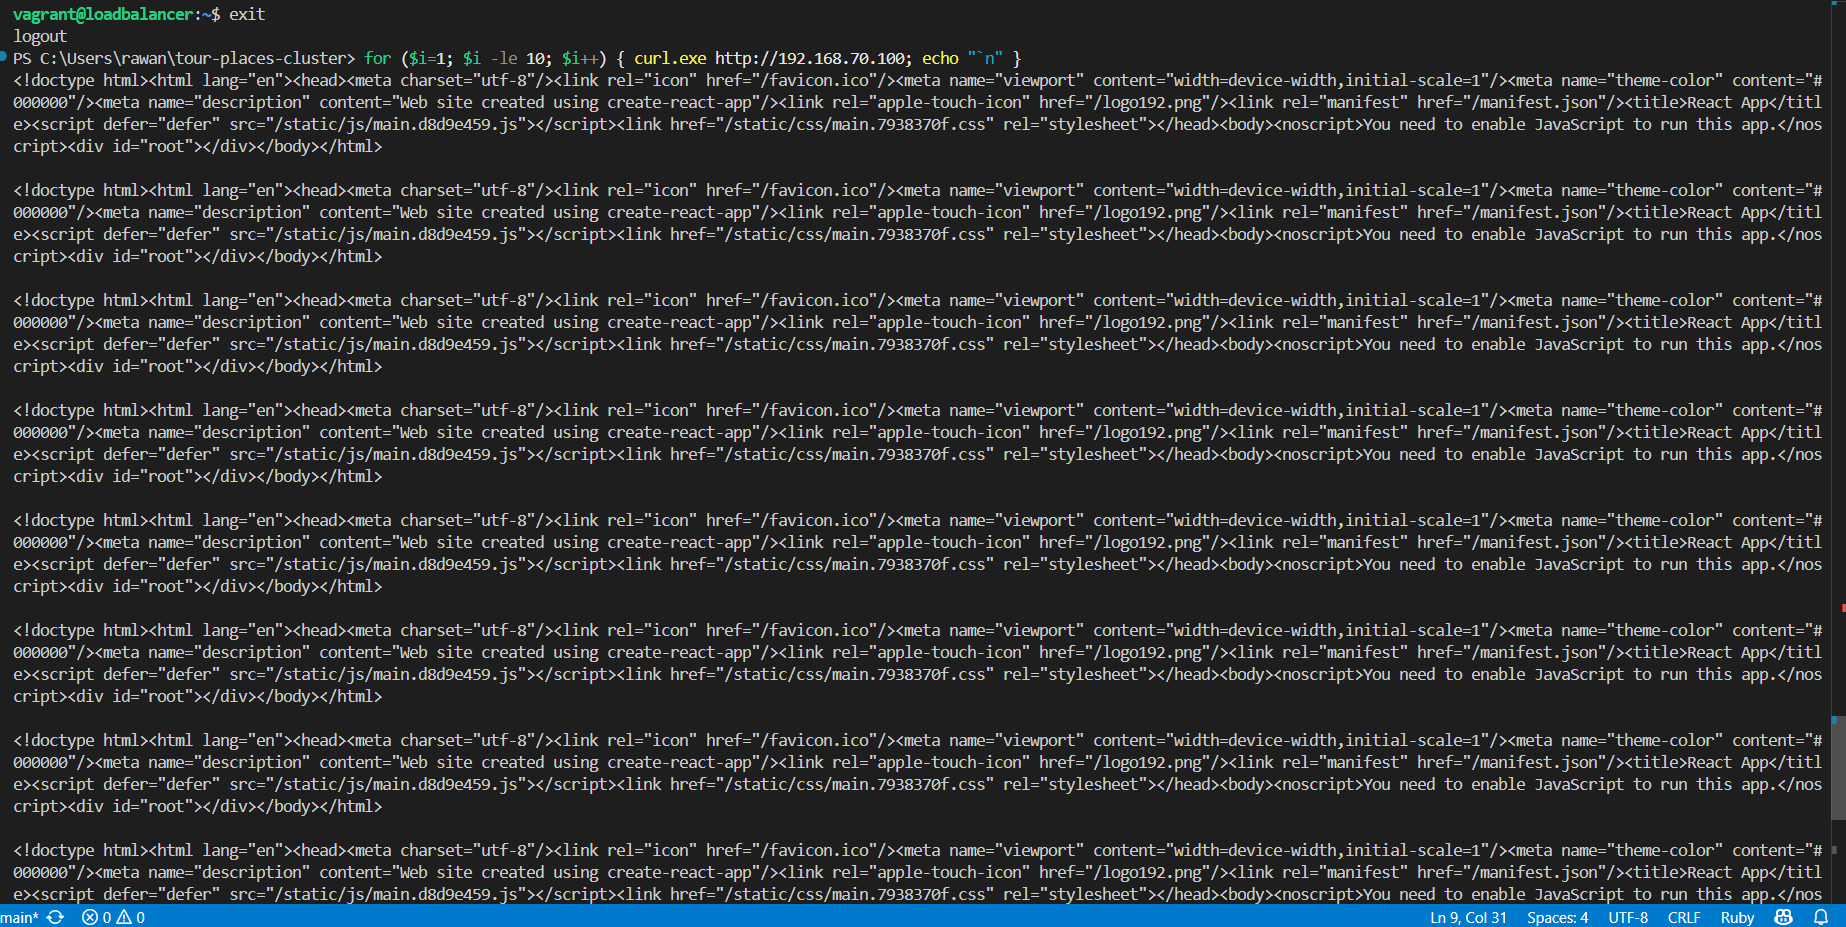 vagrant@loadbalancer:~$ exit
logout
PS C:\Users\rawan\tour-places-cluster> for ($i=1; $i -le 10; $i++) { curl.exe http://192.168.70.100; echo "`n" }
<!doctype html><html lang="en"><head><meta charset="utf-8"/><link rel="icon" href="/favicon.ico"/><meta name="viewport" content="width=device-width,initial-scale=1"/><meta name="theme-color" content="#
000000"/><meta name="description" content="Web site created using create-react-app"/><link rel="apple-touch-icon" href="/logo192.png"/><link rel="manifest" href="/manifest.json"/><title>React App</titl
e><script defer="defer" src="/static/js/main.d8d9e459.js"></script><link href="/static/css/main.7938370f.css" rel="stylesheet"></head><body><noscript>You need to enable JavaScript to run this app.</nos
cript><div id="root"></div></body></html>
<!doctype html><html lang="en"><head><meta charset="utf-8"/><link rel="icon" href="/favicon.ico"/><meta name="viewport" content="width=device-width,initial-scale=1"/><meta name="theme-color" content="#
000000"/><meta name="description" content="Web site created using create-react-app"/><link rel="apple-touch-icon" href="/logo192.png"/><link rel="manifest" href="/manifest.json"/><title>React App</titl
e><script defer="defer" src="/static/js/main.d8d9e459.js"></script><link href="/static/css/main.7938370f.css" rel="stylesheet"></head><body><noscript>You need to enable JavaScript to run this app.</nos
cript><div id="root"></div></body></html>
<!doctype html><html lang="en"><head><meta charset="utf-8"/><link rel="icon" href="/favicon.ico"/><meta name="viewport" content="width=device-width,initial-scale=1"/><meta name="theme-color" content="#
000000"/><meta name="description" content="Web site created using create-react-app"/><link rel="apple-touch-icon" href="/logo192.png"/><link rel="manifest" href="/manifest.json"/><title>React App</titl
e><script defer="defer" src="/static/js/main.d8d9e459.js"></script><link href="/static/css/main.7938370f.css" rel="stylesheet"></head><body><noscript>You need to enable JavaScript to run this app.</nos
cript><div id="root"></div></body></html>
<!doctype html><html lang="en"><head><meta charset="utf-8"/><link rel="icon" href="/favicon.ico"/><meta name="viewport" content="width=device-width,initial-scale=1"/><meta name="theme-color" content="#
000000"/><meta name="description" content="Web site created using create-react-app"/><link rel="apple-touch-icon" href="/logo192.png"/><link rel="manifest" href="/manifest.json"/><title>React App</titl
e><script defer="defer" src="/static/js/main.d8d9e459.js"></script><link href="/static/css/main.7938370f.css" rel="stylesheet"></head><body><noscript>You need to enable JavaScript to run this app.</nos
cript><div id="root"></div></body></html>
<!doctype html><html lang="en"><head><meta charset="utf-8"/><link rel="icon" href="/favicon.ico"/><meta name="viewport" content="width=device-width,initial-scale=1"/><meta name="theme-color" content="#
000000"/><meta name="description" content="Web site created using create-react-app"/><link rel="apple-touch-icon" href="/logo192.png"/><link rel="manifest" href="/manifest.json"/><title>React App</titl
e><script defer="defer" src="/static/js/main.d8d9e459.js"></script><link href="/static/css/main.7938370f.css" rel="stylesheet"></head><body><noscript>You need to enable JavaScript to run this app.</nos
cript><div id="root"></div></body></html>
<!doctype html><html lang="en"><head><meta charset="utf-8"/><link rel="icon" href="/favicon.ico"/><meta name="viewport" content="width=device-width,initial-scale=1"/><meta name="theme-color" content="#
000000"/><meta name="description" content="Web site created using create-react-app"/><link rel="apple-touch-icon" href="/logo192.png"/><link rel="manifest" href="/manifest.json"/><title>React App</titl
e><script defer="defer" src="/static/js/main.d8d9e459.js"></script><link href="/static/css/main.7938370f.css" rel="stylesheet"></head><body><noscript>You need to enable JavaScript to run this app.</nos
cript><div id="root"></div></body></html>
<!doctype html><html lang="en"><head><meta charset="utf-8"/><link rel="icon" href="/favicon.ico"/><meta name="viewport" content="width=device-width,initial-scale=1"/><meta name="theme-color" content="#
000000"/><meta name="description" content="Web site created using create-react-app"/><link rel="apple-touch-icon" href="/logo192.png"/><link rel="manifest" href="/manifest.json"/><title>React App</titl
e><script defer="defer" src="/static/js/main.d8d9e459.js"></script><link href="/static/css/main.7938370f.css" rel="stylesheet"></head><body><noscript>You need to enable JavaScript to run this app.</nos
cript><div id="root"></div></body></html>
<!doctype html><html lang="en"><head><meta charset="utf-8"/><link rel="icon" href="/favicon.ico"/><meta name="viewport" content="width=device-width,initial-scale=1"/><meta name="theme-color" content="#
000000"/><meta name="description" content="Web site created using create-react-app"/><link rel="apple-touch-icon" href="/logo192.png"/><link rel="manifest" href="/manifest.json"/><title>React App</titl
e><script defer="defer" src="/static/js/main.d8d9e459.js"></script><link href="/static/css/main.7938370f.css" rel="stylesheet"></head><body><noscript>You need to enable JavaScript to run this app.</nos
main* 0 0 Ln 9, Col 31 Spaces: 4 UTF-8 CRLF Ruby